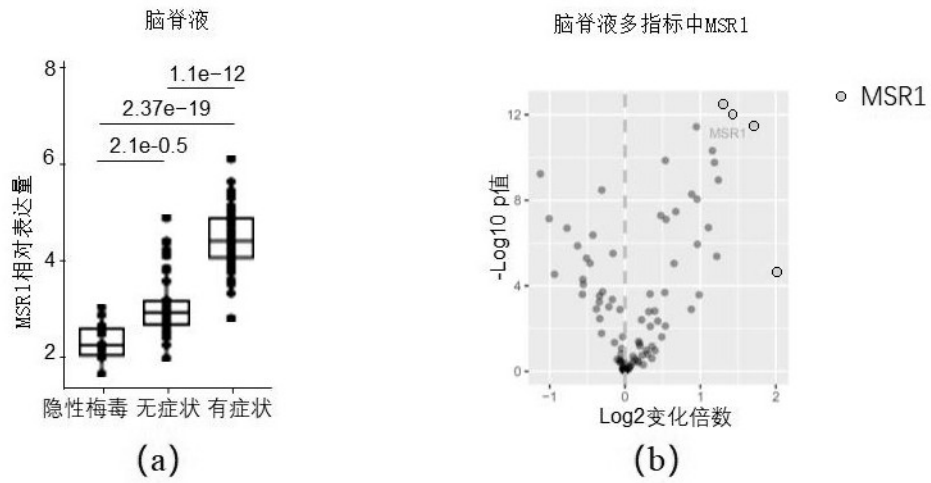 脑脊液
8
6
4
2
MSR1相对表达量
1.1e-12
2.37e-19
2.1e-0.5
隐性梅毒 无症状 有症状
(a)
脑脊液多指标中MSR1
12
8
4
0
-Log10 p值
MSR1
-1 0 1 2
Log2变化倍数
MSR1
(b)